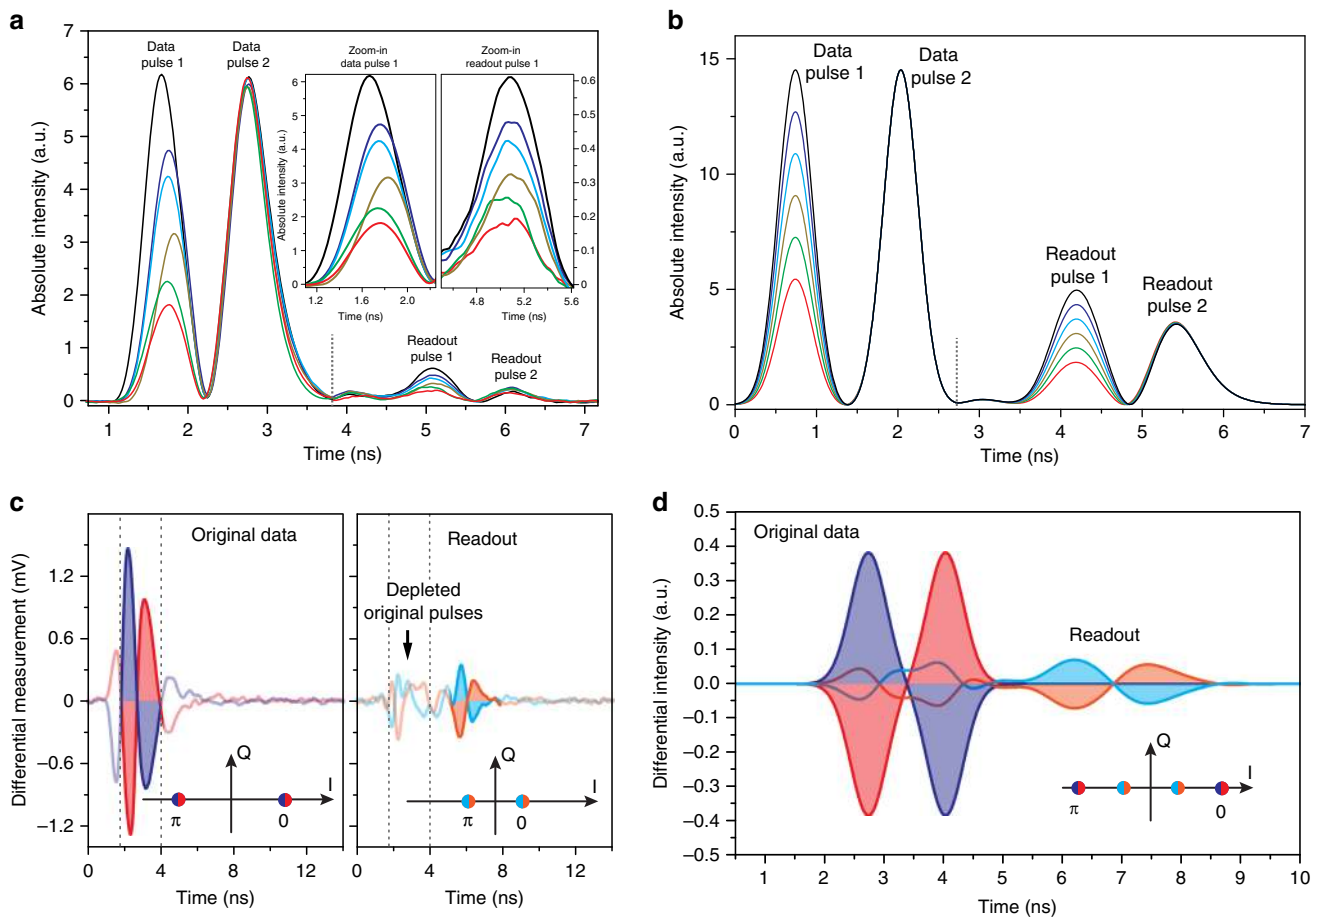 a
7
6
5
4
3
2
1
0
Absolute intensity (a.u.)
Data
pulse 1
Data
pulse 2
Zoom-in
data pulse 1
6
5
4
3
2
1
0
Absolute intensity (a.u.)
1.2 1.6 2.0
Time (ns)
Zoom-in
readout pulse 1
0.6
0.5
0.4
0.3
0.2
0.1
0
4.8 5.2 5.6
Time (ns)
Readout
pulse 1
Readout
pulse 2
1 2 3 4 5 6 7
Time (ns)
b
15
10
5
0
Absolute intensity (a.u.)
Data
pulse 1
Data
pulse 2
Readout
pulse 1
Readout
pulse 2
0 1 2 3 4 5 6 7
Time (ns)
c
Differential measurement (mV)
1.2
0.6
0
−0.6
−1.2
Original data
Q
I
π 0
0 4 8 12
Time (ns)
Readout
Depleted
original pulses
Q
I
π 0
0 4 8 12
Time (ns)
d
Differential intensity (a.u.)
0.5
0.4
0.3
0.2
0.1
0.0
−0.1
−0.2
−0.3
−0.4
−0.5
Original data
Readout
Q
I
π 0
1 2 3 4 5 6 7 8 9 10
Time (ns)